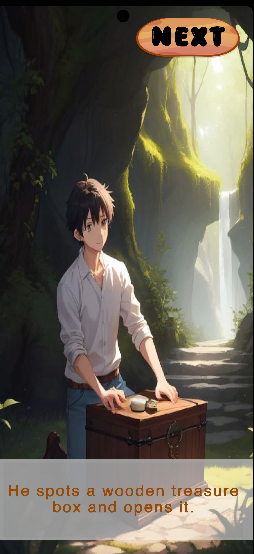 NEXT
He spots a wooden treasure
box and opens it.